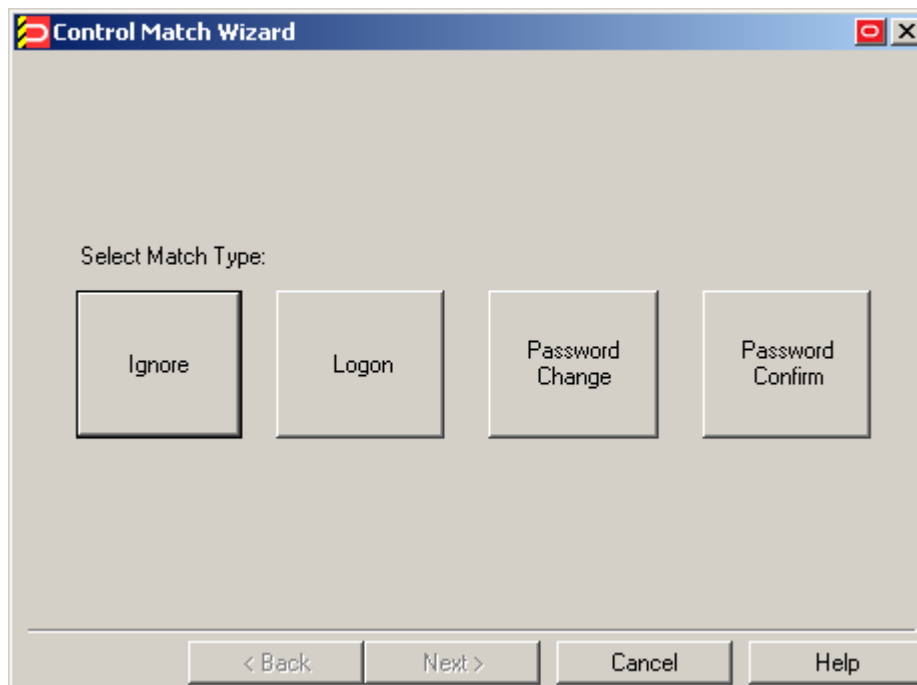 Control Match Wizard
Select Match Type:
Ignore
Logon
Password
Change
Password
Confirm
< Back
Next >
Cancel
Help